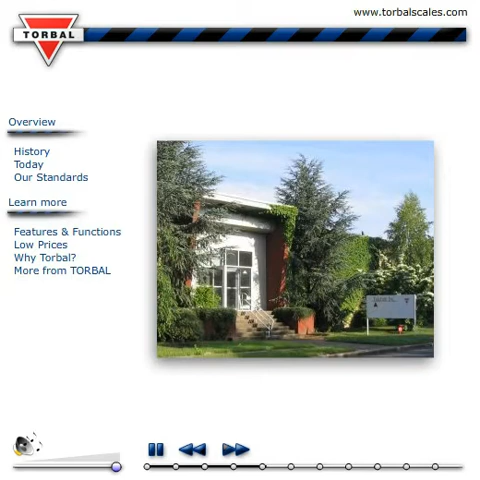 www.torbalscales.com
TORBAL
Overview
History
Today
Our Standards
Learn more
Features & Functions
Low Prices
Why Torbal?
More from TORBAL